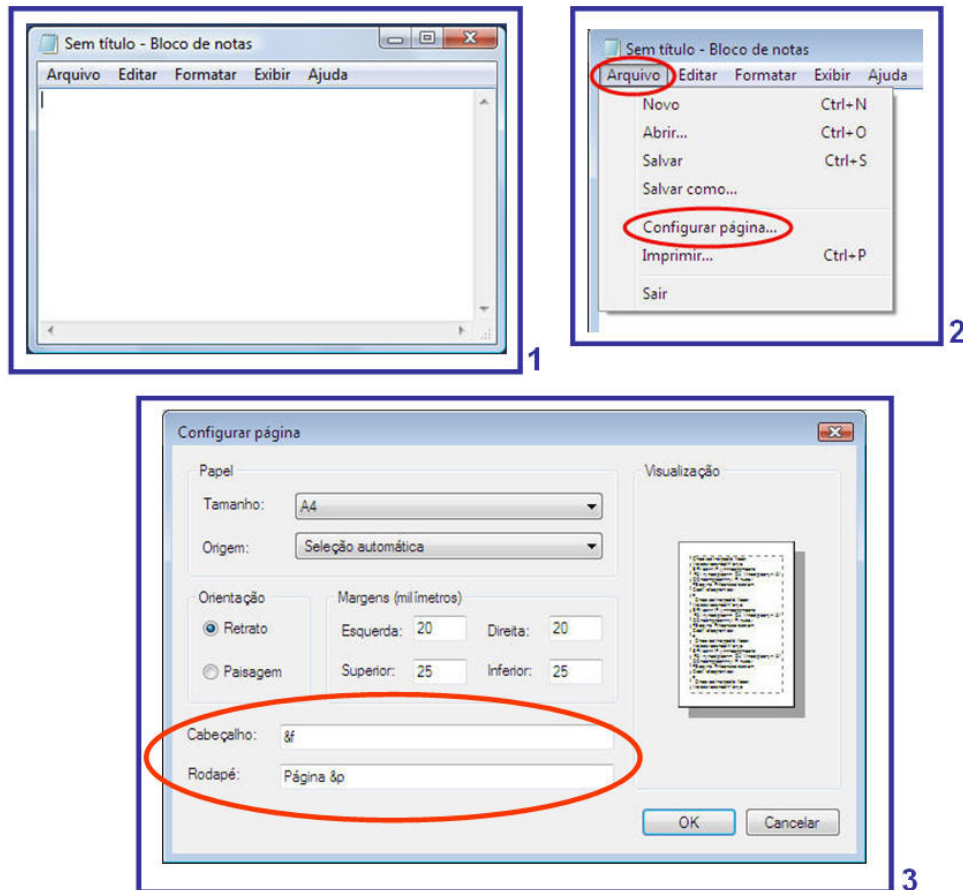 Sem título - Bloco de notas
Arquivo Editar Formatar Exibir Ajuda
1
Sem título - Bloco de notas
Arquivo Editar Formatar Exibir Ajuda
Novo Ctrl+N
Abrir... Ctrl+O
Salvar Ctrl+S
Salvar como...
Configurar página...
Imprimir... Ctrl+P
Sair
2
Configurar página
Papel
Tamanho: A4
Origem: Seleção automática
Orientação
Retrato
Paisagem
Margens (milímetros)
Esquerda: 20 Direita: 20
Superior: 25 Inferior: 25
Cabeçalho: &f
Rodapé: Página &p
Visualização
OK Cancelar
3